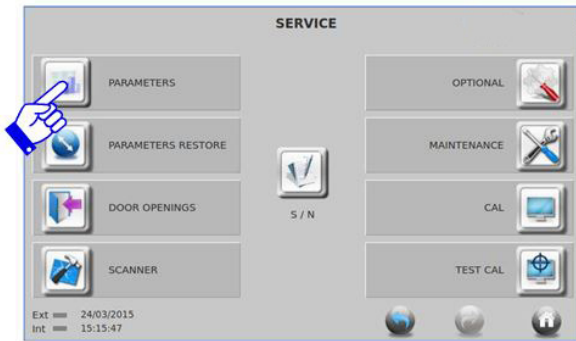 SERVICE
PARAMETERS
OPTIONAL
PARAMETERS RESTORE
MAINTENANCE
S / N
DOOR OPENINGS
CAL
SCANNER
TEST CAL
Ext 24/03/2015
Int 15:15:47